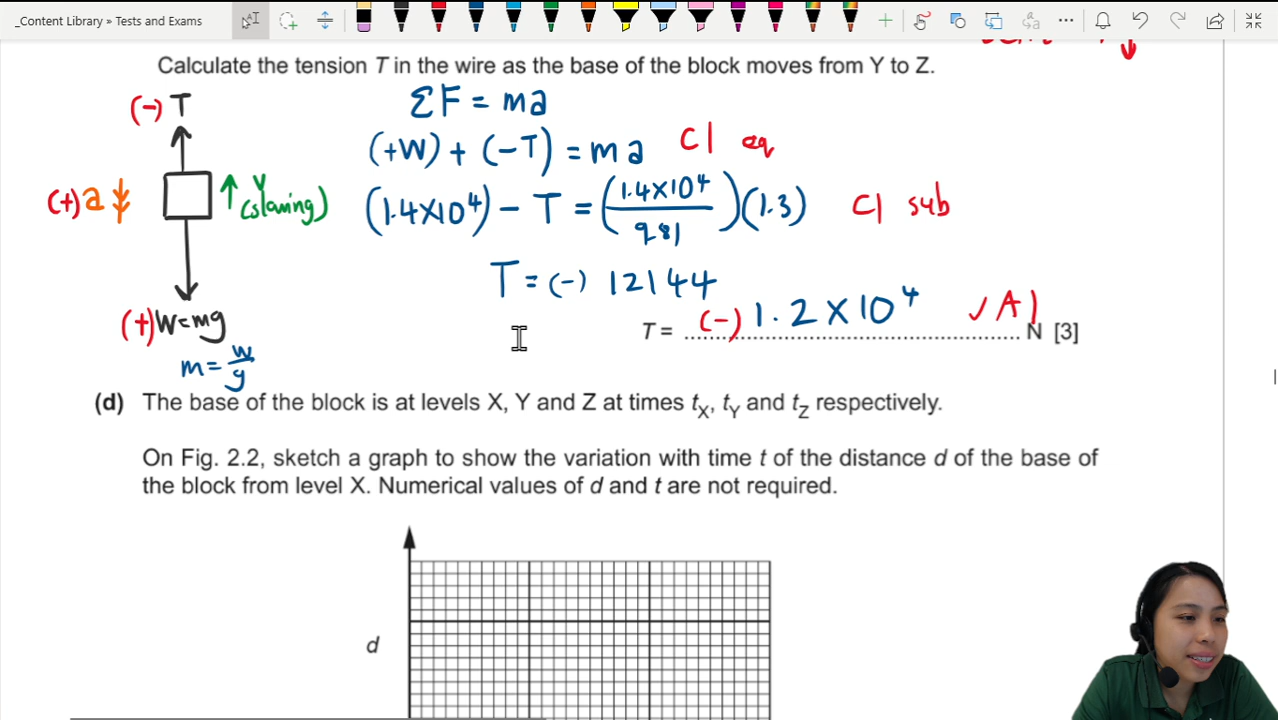 _Content Library » Tests and Exams
Calculate the tension T in the wire as the base of the block moves from Y to Z.
(-) T
ΣF = ma
(+W) + (-T) = ma C1 eq
(+) a
v (slowing)
(1.4×10⁴) - T = (1.4×10⁴ / 9.81)(1.3) C1 sub
T = (-) 12144
(+) W=mg
T = (-) 1.2 × 10⁴ N [3] ✓ A1
m = W/g
(d) The base of the block is at levels X, Y and Z at times tX, tY and tZ respectively.
On Fig. 2.2, sketch a graph to show the variation with time t of the distance d of the base of
the block from level X. Numerical values of d and t are not required.
d